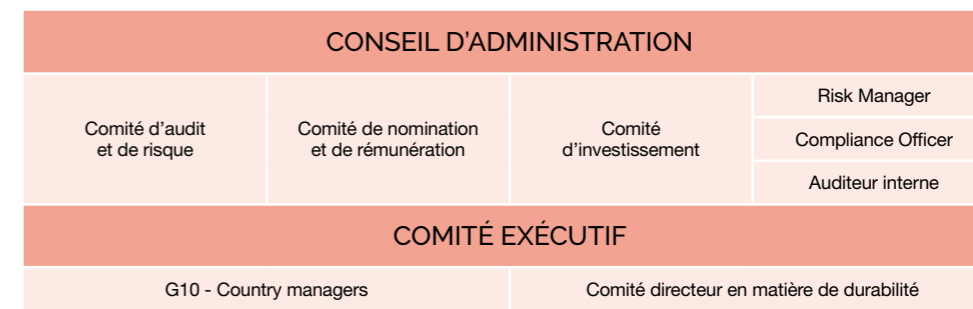 CONSEIL D'ADMINISTRATION
Comité d'audit
et de risque
Comité de nomination
et de rémunération
Comité
d'investissement
Risk Manager
Compliance Officer
Auditeur interne
COMITÉ EXÉCUTIF
G10 - Country managers
Comité directeur en matière de durabilité